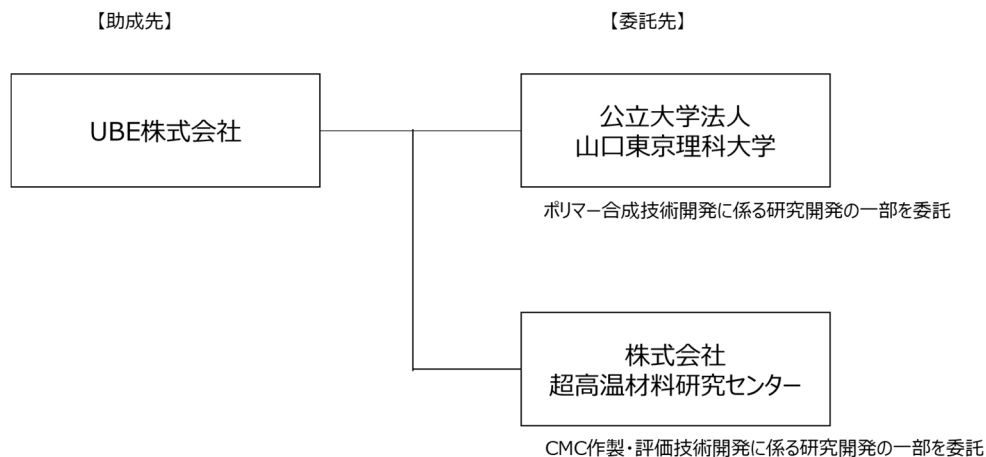 【助成先】
【委託先】
UBE株式会社
公立大学法人
山口東京理科大学
ポリマー合成技術開発に係る研究開発の一部を委託
株式会社
超高温材料研究センター
CMC作製・評価技術開発に係る研究開発の一部を委託